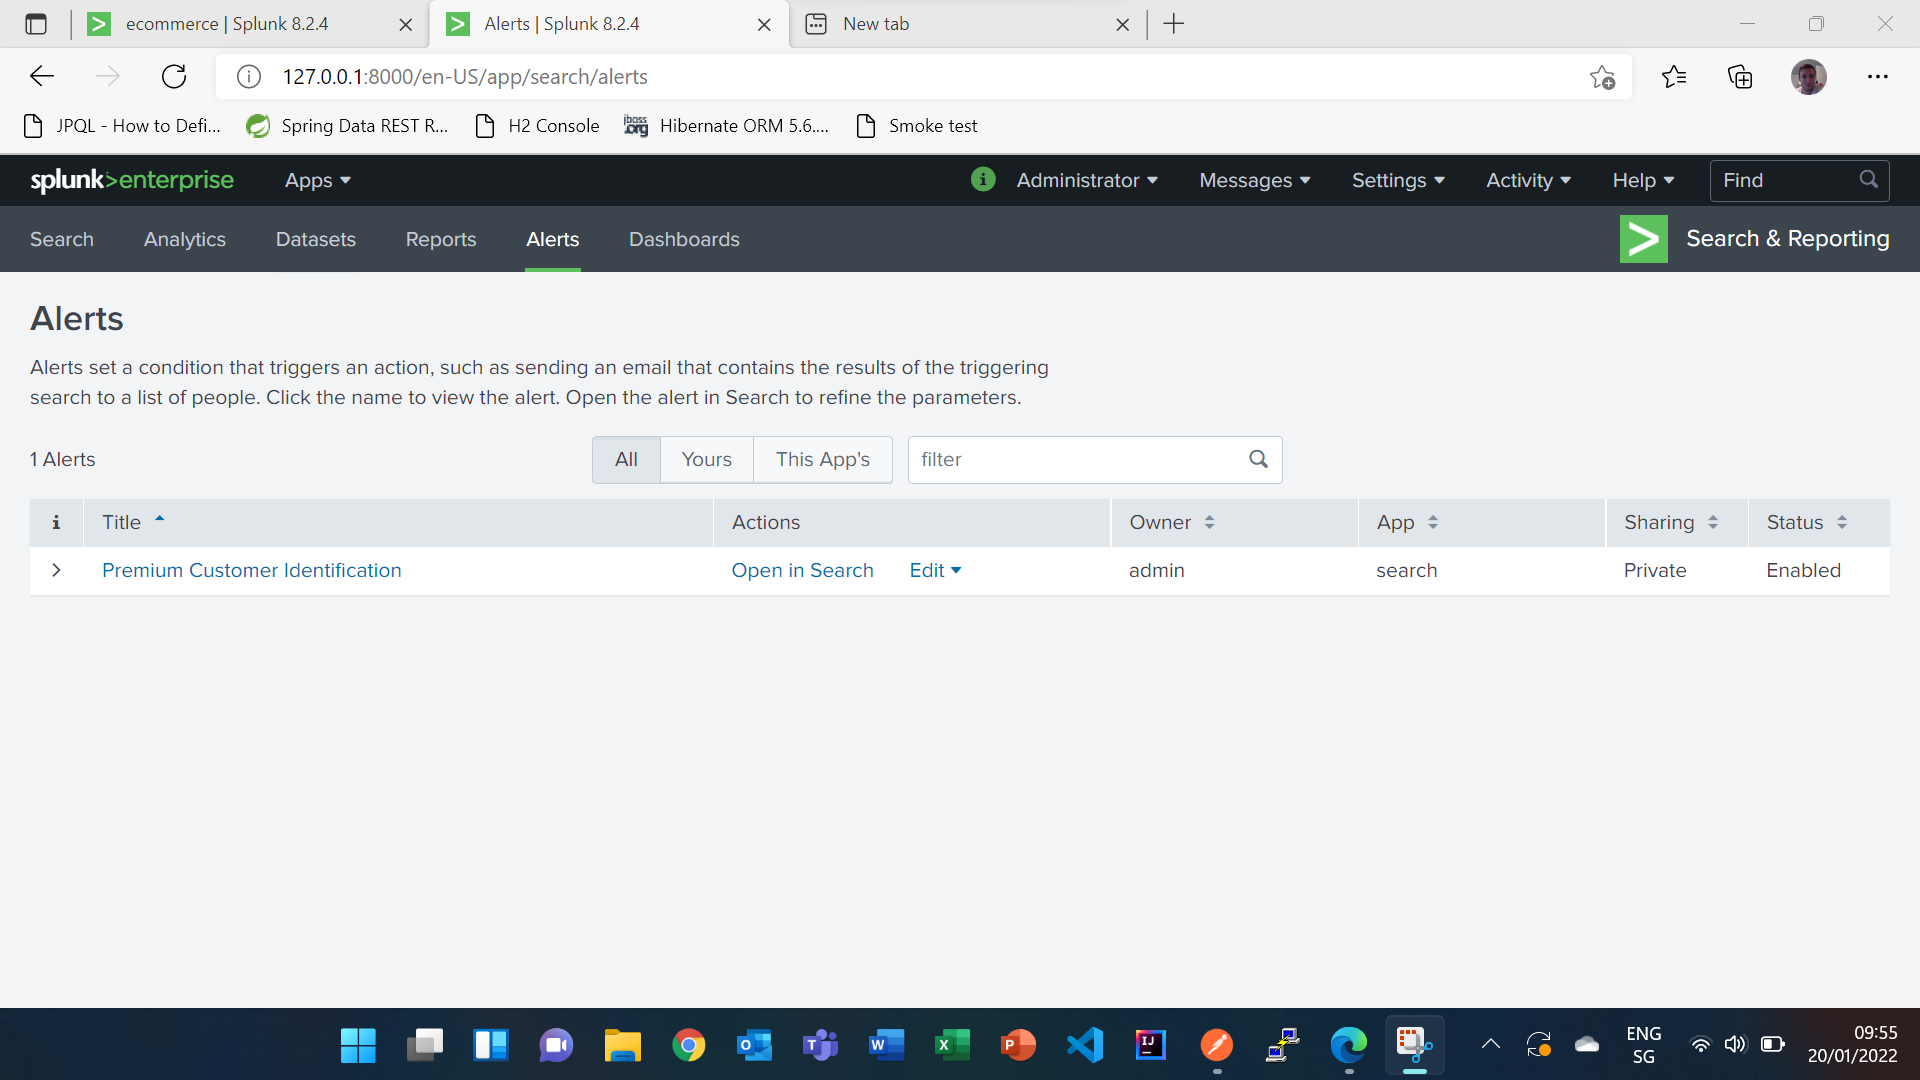 ecommerce | Splunk 8.2.4
Alerts | Splunk 8.2.4
New tab
127.0.0.1:8000/en-US/app/search/alerts
JPQL - How to Defi...
Spring Data REST R...
H2 Console
jboss .org
Hibernate ORM 5.6....
Smoke test
splunk>enterprise
Apps
i
Administrator
Messages
Settings
Activity
Help
Find
Search
Analytics
Datasets
Reports
Alerts
Dashboards
Search & Reporting
Alerts
Alerts set a condition that triggers an action, such as sending an email that contains the results of the triggering
search to a list of people. Click the name to view the alert. Open the alert in Search to refine the parameters.
1 Alerts
All
Yours
This App's
filter
i
Title
Actions
Owner
App
Sharing
Status
Premium Customer Identification
Open in Search
Edit
admin
search
Private
Enabled
ENG
SG
09:55
20/01/2022